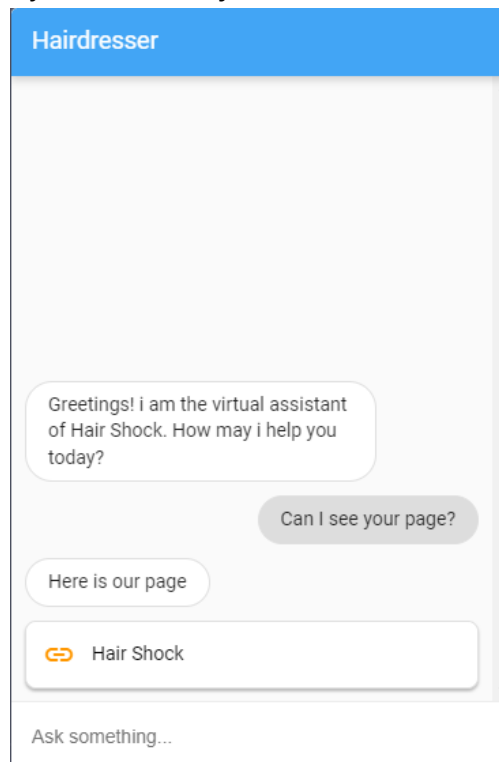 Hairdresser
Greetings! i am the virtual assistant
of Hair Shock. How may i help you
today?
Can I see your page?
Here is our page
Hair Shock
Ask something...